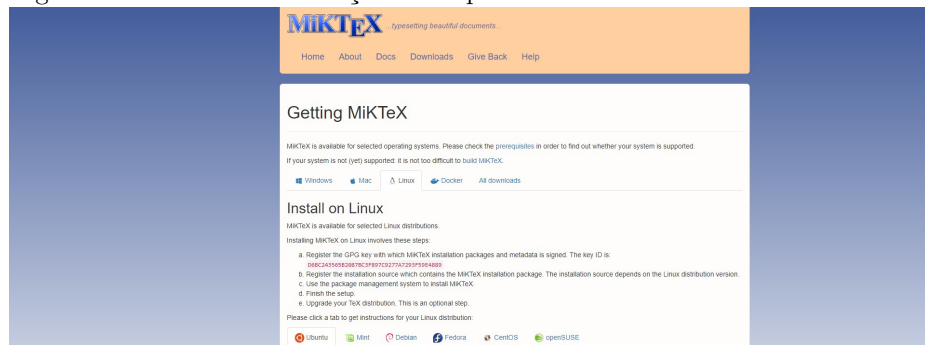 MiKTeX ...typesetting beautiful documents...
Home About Docs Downloads Give Back Help
Getting MiKTeX
MiKTeX is available for selected operating systems. Please check the prerequisites in order to find out whether your system is supported.
If your system is not (yet) supported: it is not too difficult to build MiKTeX.
Windows Mac Linux Docker All downloads
Install on Linux
MiKTeX is available for selected Linux distributions.
Installing MiKTeX on Linux involves these steps:
a. Register the GPG key with which MiKTeX installation packages and metadata is signed. The key ID is:
b. Register the installation source which contains the MiKTeX installation package. The installation source depends on the Linux distribution version.
c. Use the package management system to install MiKTeX.
d. Finish the setup.
e. Upgrade your TeX distribution. This is an optional step.
Please click a tab to get instructions for your Linux distribution:
Ubuntu Mint Debian Fedora CentOS openSUSE